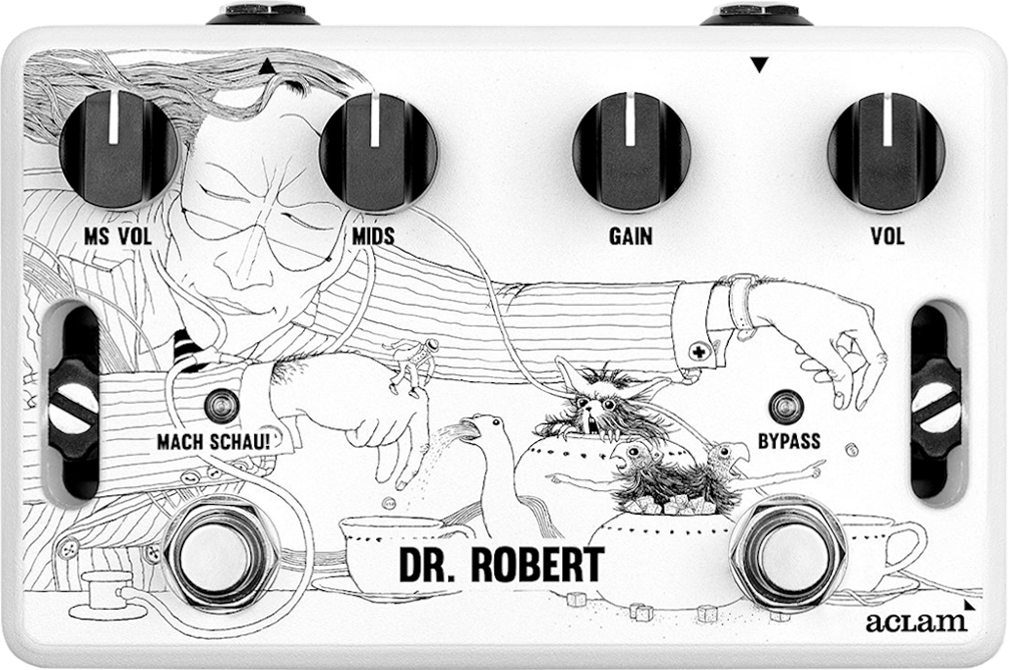 MS VOL
MIDS
GAIN
VOL
MACH SCHAU!
BYPASS
DR. ROBERT
aclam